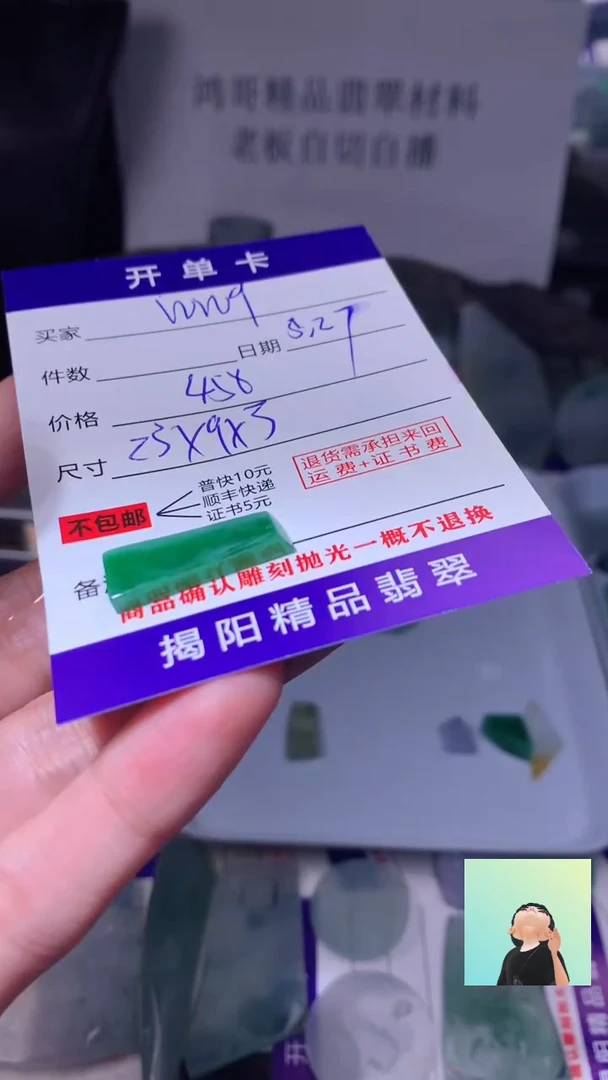 鸿哥精品翡翠材料
老板自切自播
开单卡
买家
件数 日期 5,27
价格 458
尺寸 23X9X3
普快10元
顺丰快递
证书5元
不包邮
退货需承担来回
运费+证书费
备
商品确认雕刻抛光一概不退换
揭阳精品翡翠